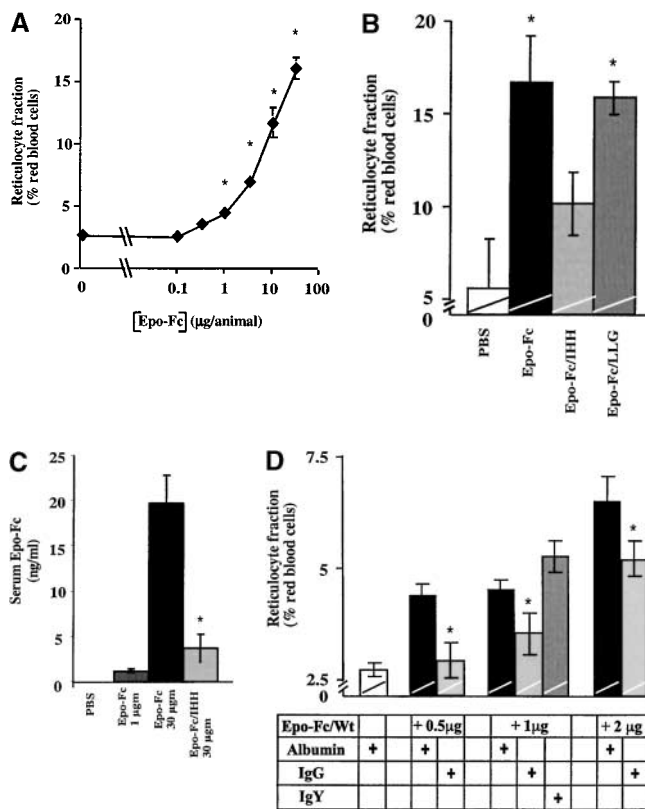 A
20
15
10
5
0
Reticulocyte fraction
(% red blood cells)
*
*
*
*
0
0.1
1
10
100
[Epo-Fc] (μg/animal)
B
20
15
10
5
0
Reticulocyte fraction
(% red blood cells)
*
*
PBS
Epo-Fc
Epo-Fc/IHH
Epo-Fc/LLG
C
25
20
15
10
5
0
Serum Epo-Fc
(ng/ml)
*
PBS
Epo-Fc
1 μgm
Epo-Fc
30 μgm
Epo-Fc/IHH
30 μgm
D
7.5
5
2.5
0
Reticulocyte fraction
(% red blood cells)
*
*
*
Epo-Fc/Wt + 0.5μg + 1μg + 2 μg
Albumin + + + +
IgG + + +
IgY +